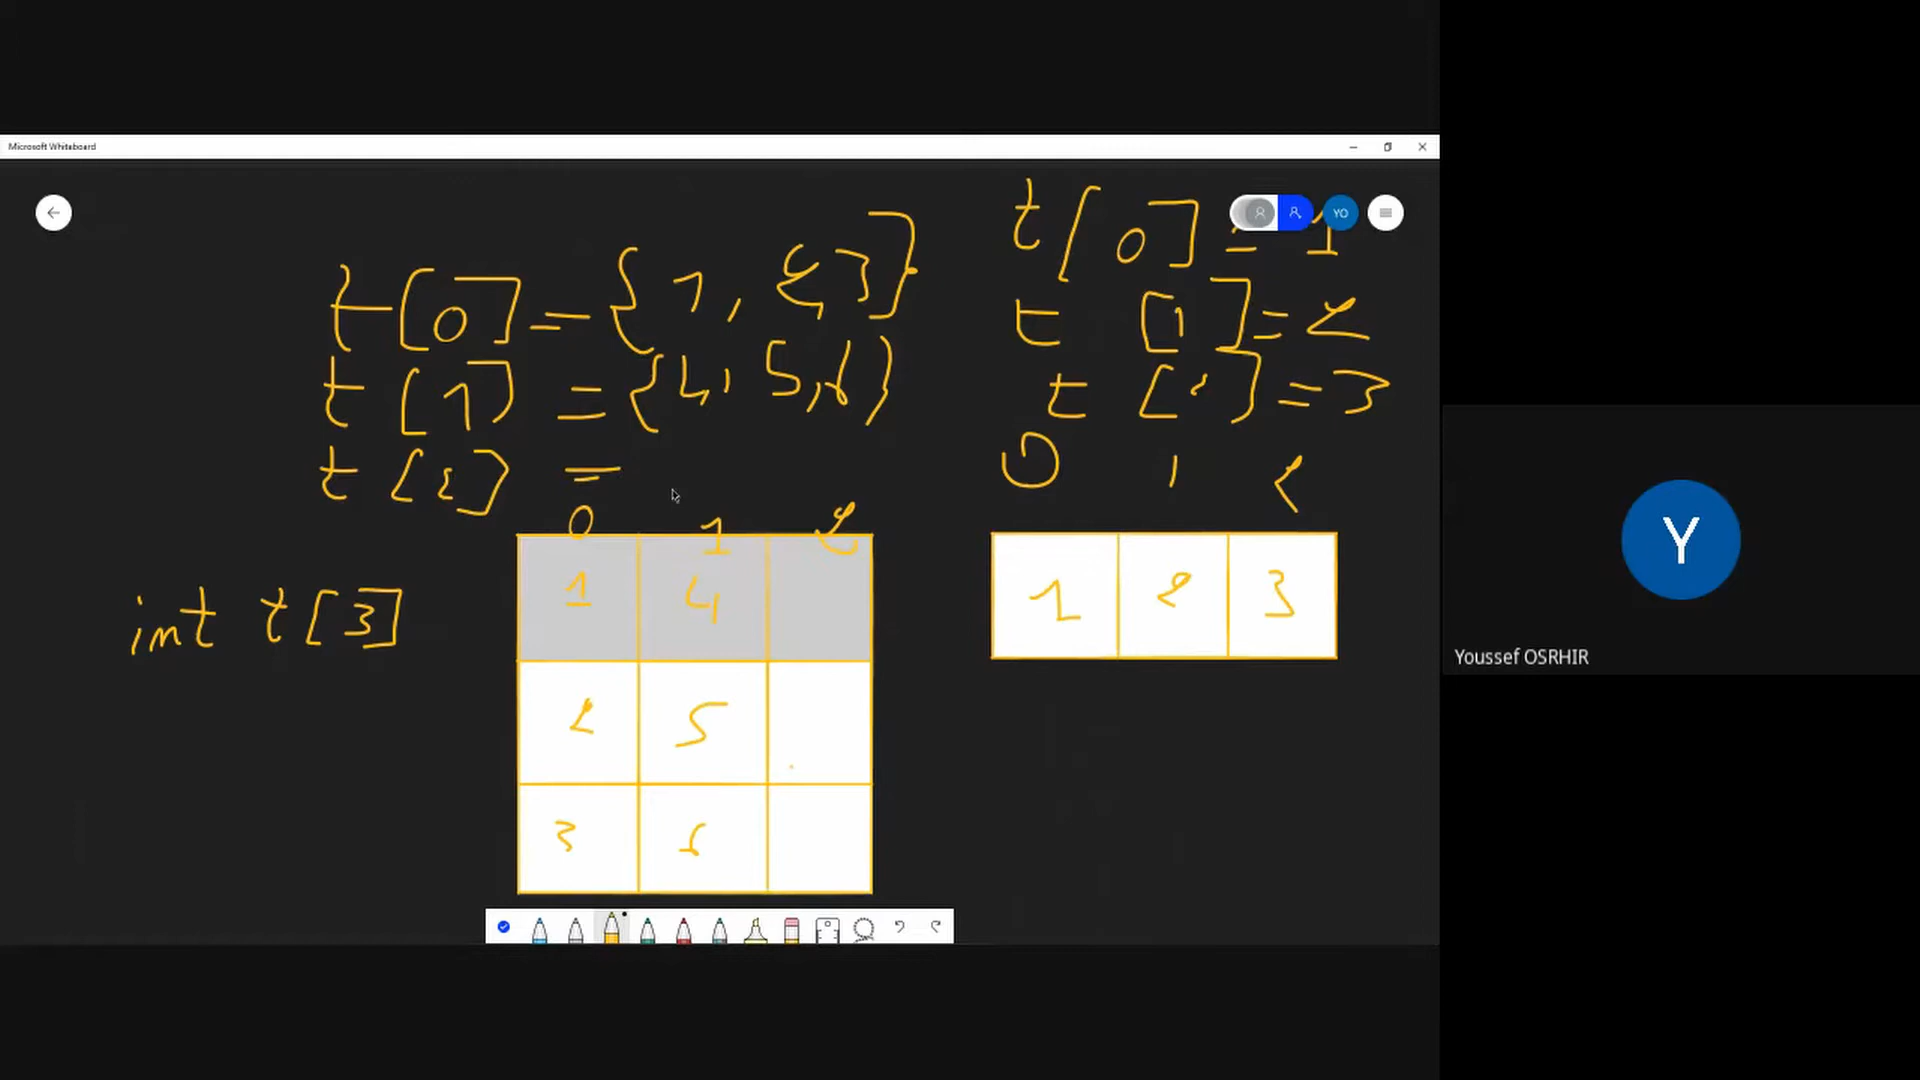 Microsoft Whiteboard
YO
t[0] = {1, 2 3}
t[1] = {4, 5, 6}
t[2] =
t[0] = 1
t[1] = 2
t[2] = 3
0 1 2
0 1 2
int t[3]
1 4
2 5
3 6
1 2 3
Y
Youssef OSRHIR